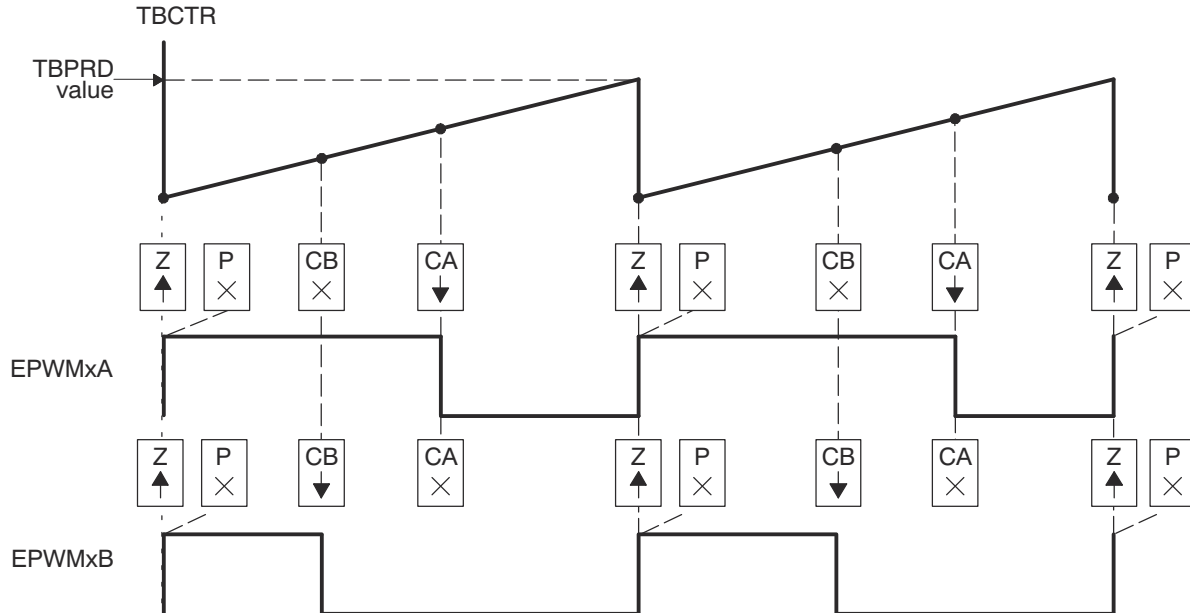 TBCTR
TBPRD
value
Z P CB CA Z P CB CA Z P
EPWMxA
Z P CB CA Z P CB CA Z P
EPWMxB